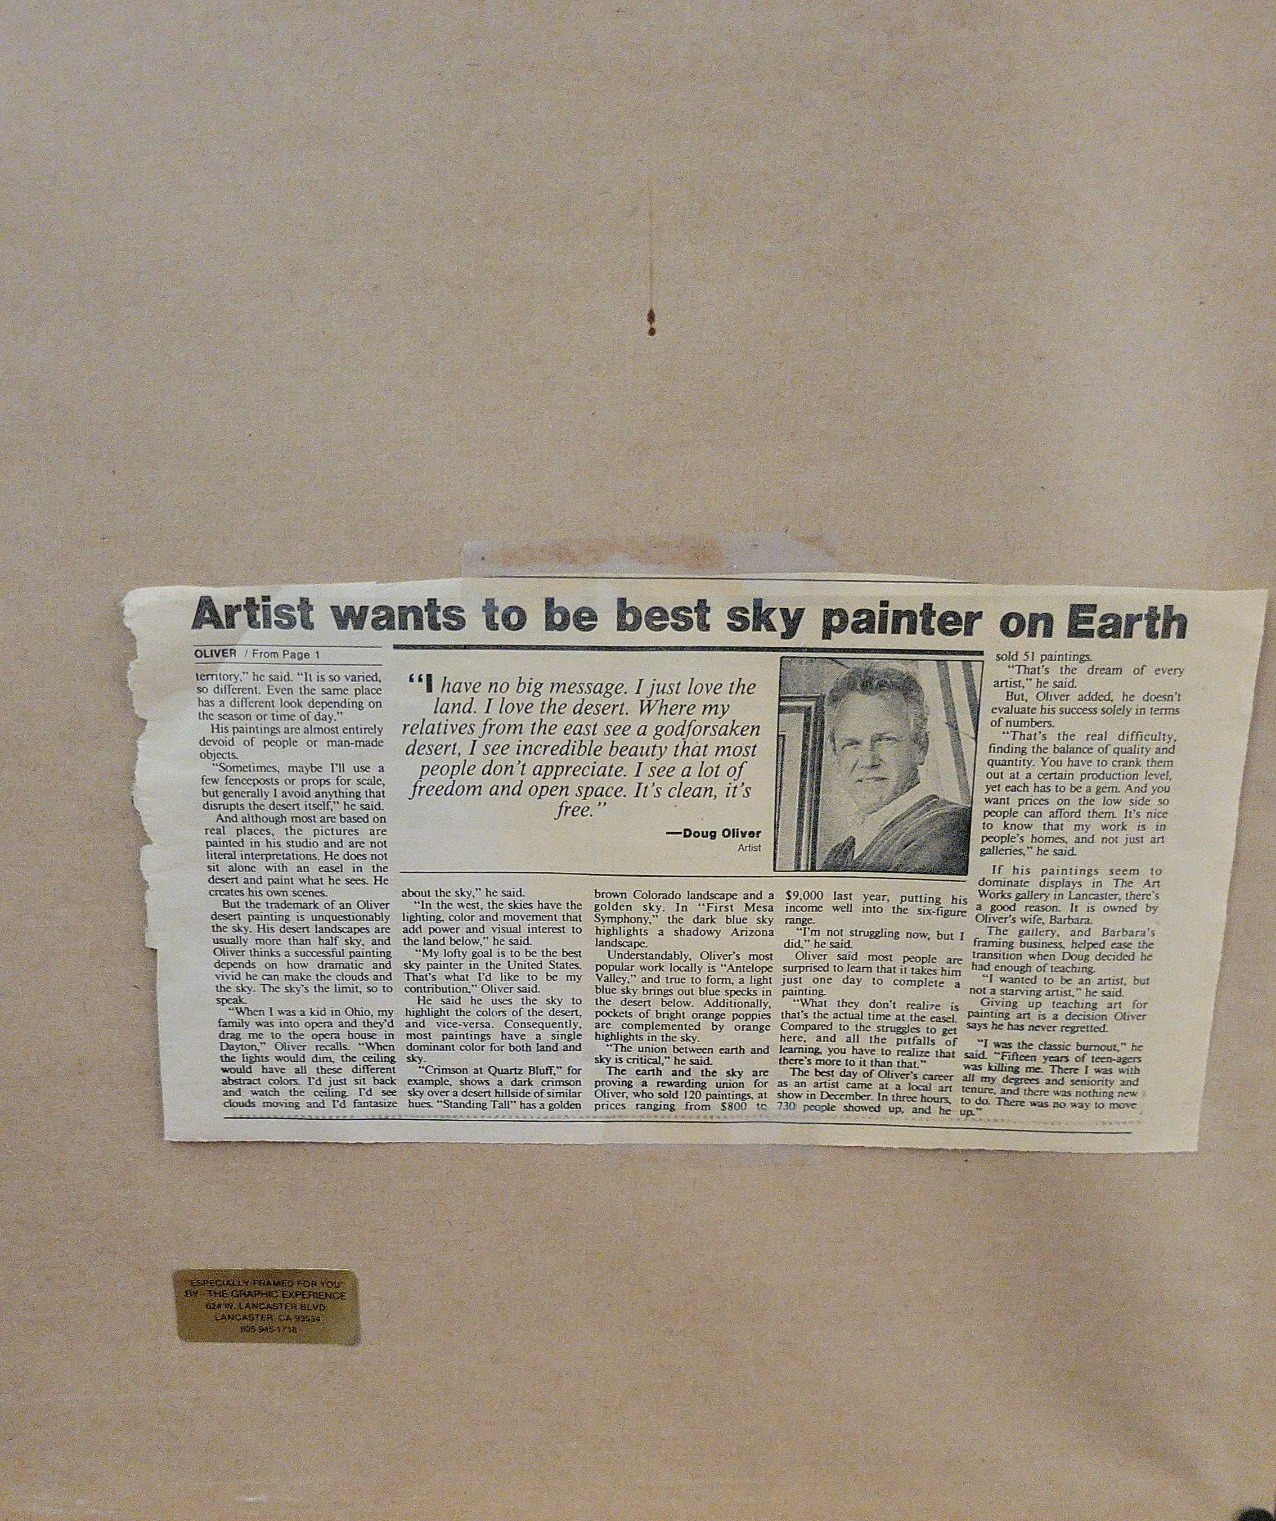 Artist wants to be best sky painter on Earth
OLIVER / From Page 1
territory," he said. "It is so varied,
so different. Even the same place
has a different look depending on
the season or time of day."
His paintings are almost entirely
devoid of people or man-made
objects.
"Sometimes, maybe I'll use a
few fenceposts or props for scale,
but generally I avoid anything that
disrupts the desert itself," he said.
And although most are based on
real places, the pictures are
painted in his studio and are not
literal interpretations. He does not
sit alone with an easel in the
desert and paint what he sees. He
creates his own scenes.
But the trademark of an Oliver
desert painting is unquestionably
the sky. His desert landscapes are
usually more than half sky, and
Oliver thinks a successful painting
depends on how dramatic and
vivid he can make the clouds and
the sky. The sky's the limit, so to
speak.
"When I was a kid in Ohio, my
family was into opera and they'd
drag me to the opera house in
Dayton," Oliver recalls. "When
the lights would dim, the ceiling
would have all these different
abstract colors. I'd just sit back
and watch the ceiling. I'd see
clouds moving and I'd fantasize
"I have no big message. I just love the
land. I love the desert. Where my
relatives from the east see a godforsaken
desert, I see incredible beauty that most
people don't appreciate. I see a lot of
freedom and open space. It's clean, it's
free."
—Doug Oliver
Artist
about the sky," he said.
"In the west, the skies have the
lighting, color and movement that
add power and visual interest to
the land below," he said.
"My lofty goal is to be the best
sky painter in the United States.
That's what I'd like to be my
contribution," Oliver said.
He said he uses the sky to
highlight the colors of the desert,
and vice-versa. Consequently,
most paintings have a single
dominant color for both land and
sky.
"Crimson at Quartz Bluff," for
example, shows a dark crimson
sky over a desert hillside of similar
hues. "Standing Tall" has a golden
brown Colorado landscape and a
golden sky. In "First Mesa
Symphony," the dark blue sky
highlights a shadowy Arizona
landscape.
Understandably, Oliver's most
popular work locally is "Antelope
Valley," and true to form, a light
blue sky brings out blue specks in
the desert below. Additionally,
pockets of bright orange poppies
are complemented by orange
highlights in the sky.
"The union between earth and
sky is critical," he said.
The earth and the sky are
proving a rewarding union for
Oliver, who sold 120 paintings, at
prices ranging from $800 to
$9,000 last year, putting his
income well into the six-figure
range.
"I'm not struggling now, but I
did," he said.
Oliver said most people are
surprised to learn that it takes him
just one day to complete a
painting.
"What they don't realize is
that's the actual time at the easel.
Compared to the struggles to get
here, and all the pitfalls of
learning, you have to realize that
there's more to it than that."
The best day of Oliver's career
as an artist came at a local art
show in December. In three hours,
730 people showed up, and he
sold 51 paintings.
"That's the dream of every
artist," he said.
But, Oliver added, he doesn't
evaluate his success solely in terms
of numbers.
"That's the real difficulty,
finding the balance of quality and
quantity. You have to crank them
out at a certain production level,
yet each has to be a gem. And you
want prices on the low side so
people can afford them. It's nice
to know that my work is in
people's homes, and not just art
galleries," he said.
If his paintings seem to
dominate displays in The Art
Works gallery in Lancaster, there's
a good reason. It is owned by
Oliver's wife, Barbara.
The gallery, and Barbara's
framing business, helped ease the
transition when Doug decided he
had enough of teaching.
"I wanted to be an artist, but
not a starving artist," he said.
Giving up teaching art for
painting art is a decision Oliver
says he has never regretted.
"I was the classic burnout," he
said. "Fifteen years of teen-agers
was killing me. There I was with
all my degrees and seniority and
tenure, and there was nothing new
to do. There was no way to move
up."
"ESPECIALLY FRAMED FOR YOU"
BY - THE GRAPHIC EXPERIENCE
624 W. LANCASTER BLVD.
LANCASTER, CA 93534
805-945-1718